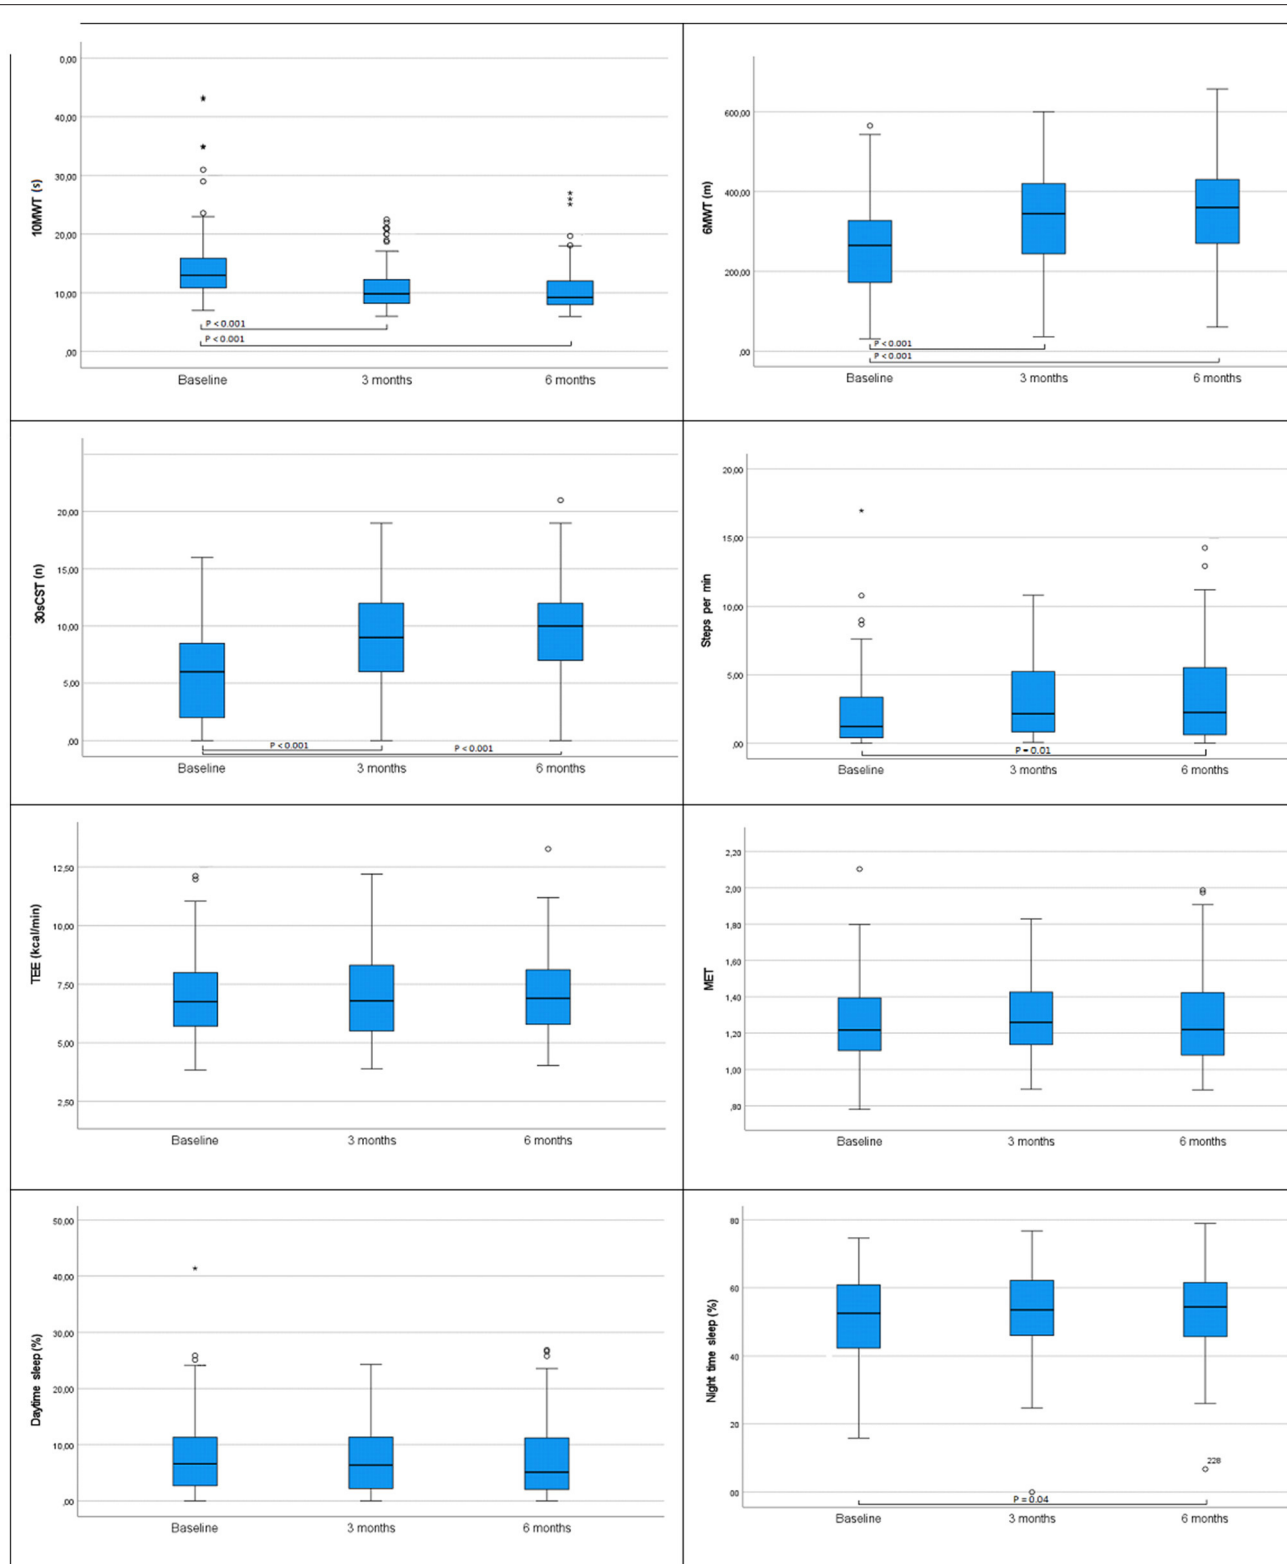 10MWT (s)
0,00
40,00
30,00
20,00
10,00
,00
P < 0.001
P < 0.001
Baseline
3 months
6 months
6MWT (m)
600,00
400,00
200,00
,00
P < 0.001
P < 0.001
Baseline
3 months
6 months
30sCST (n)
20,00
15,00
10,00
5,00
,00
P < 0.001
P < 0.001
Baseline
3 months
6 months
Steps per min
20,00
15,00
10,00
5,00
,00
P = 0.01
Baseline
3 months
6 months
TEE (kcal/min)
12,50
10,00
7,50
5,00
2,50
Baseline
3 months
6 months
MET
2,20
2,00
1,80
1,60
1,40
1,20
1,00
,80
Baseline
3 months
6 months
Daytime sleep (%)
50,00
40,00
30,00
20,00
10,00
,00
Baseline
3 months
6 months
Night time sleep (%)
80
60
40
20
00
228
P = 0.04
Baseline
3 months
6 months